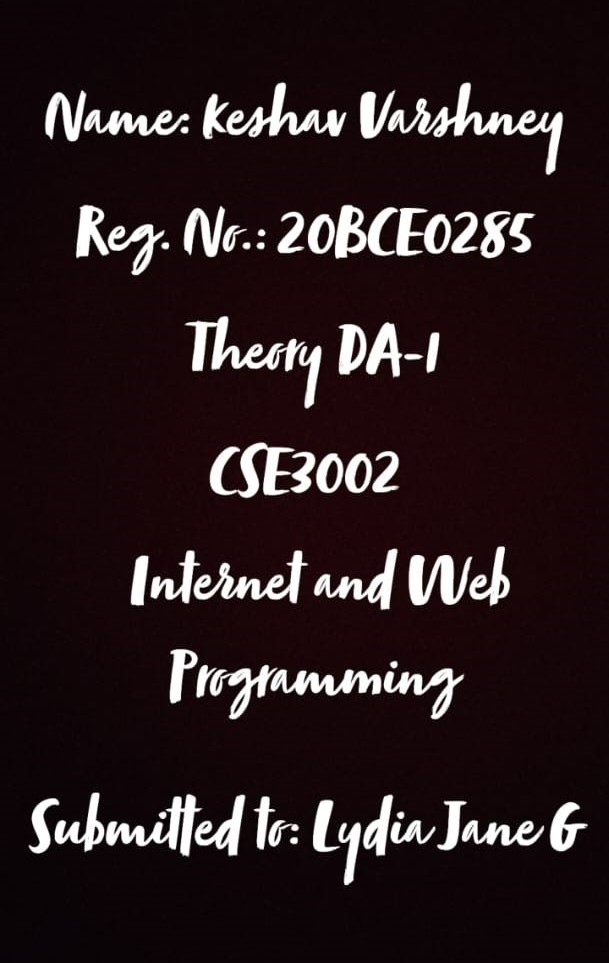 Name: Keshav Varshney
Reg. No.: 20BCE0285
Theory DA-1
CSE3002
Internet and Web
Programming
Submitted to: Lydia Jane G